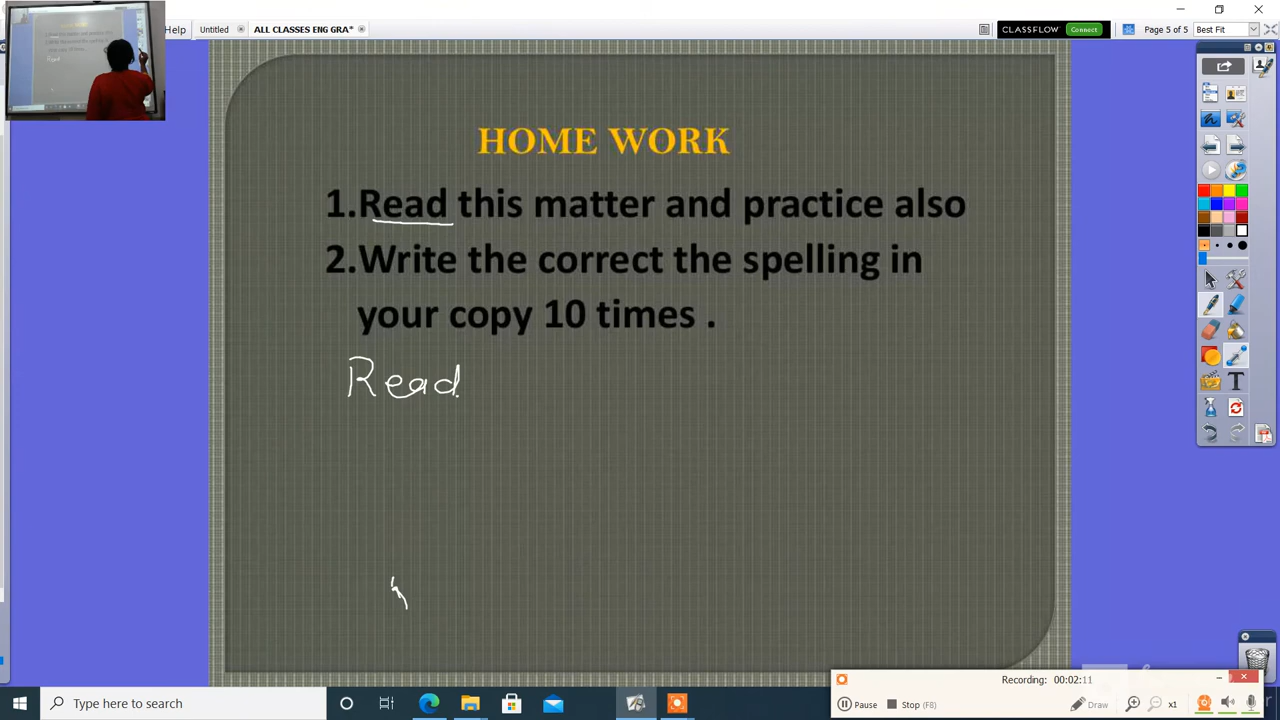 Help
Untitled
ALL CLASSES ENG GRA*
CLASSFLOW
Connect
Page 5 of 5
Best Fit
HOME WORK
1.Read this matter and practice also
2.Write the correct the spelling in
your copy 10 times .
Read
Recording: 00:02:11
Pause
Stop (F8)
Draw
x1
Type here to search